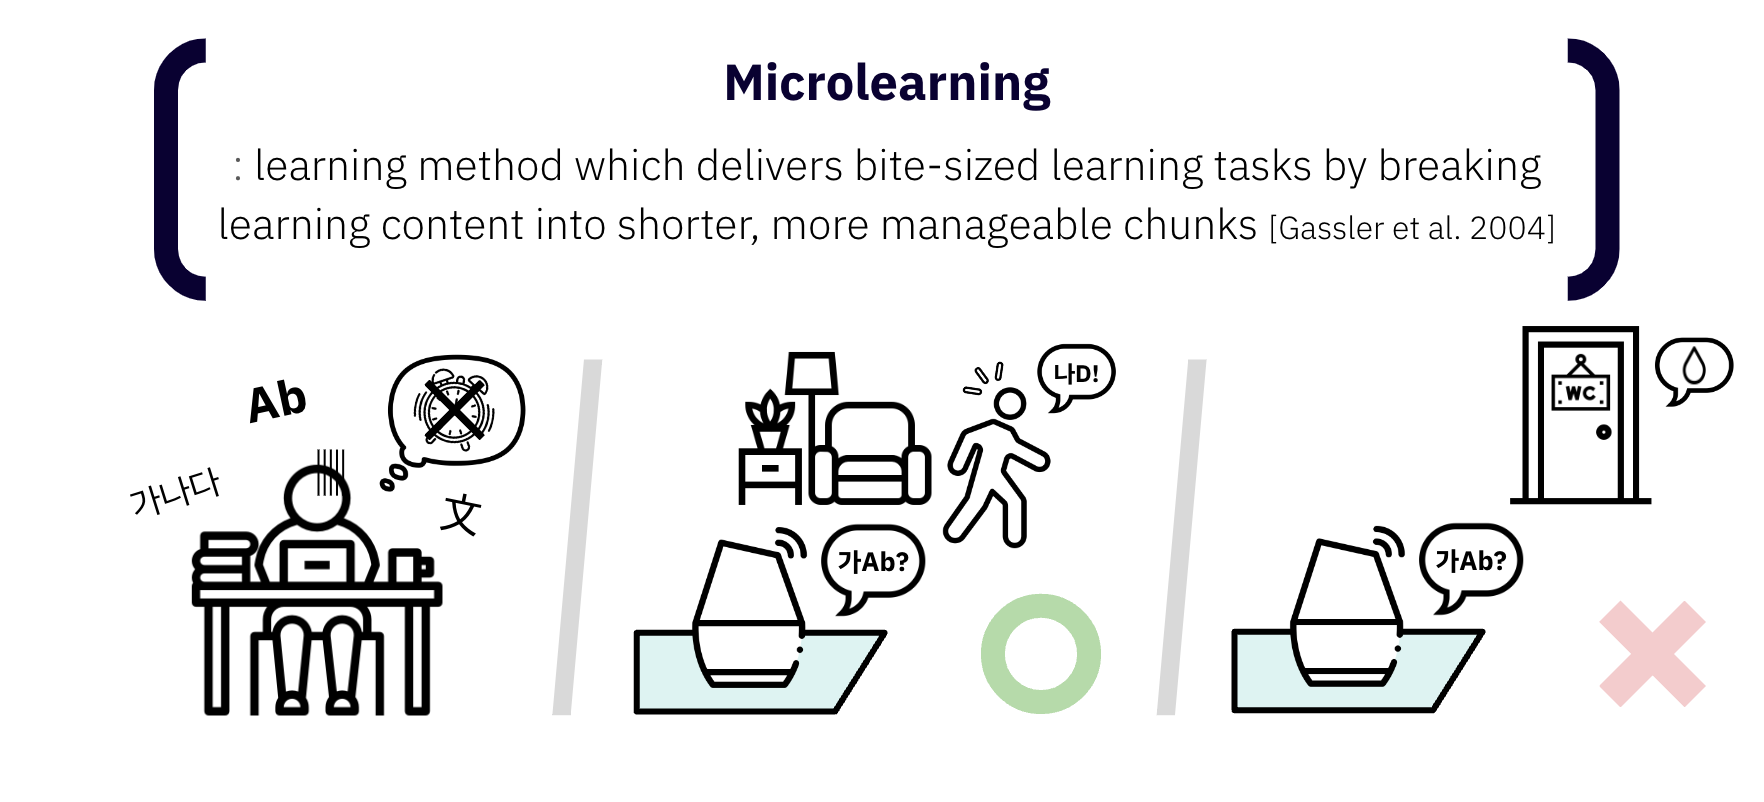 Microlearning
: learning method which delivers bite-sized learning tasks by breaking
learning content into shorter, more manageable chunks [Gassler et al. 2004]
Ab
가나다
文
나D!
가Ab?
WC
가Ab?